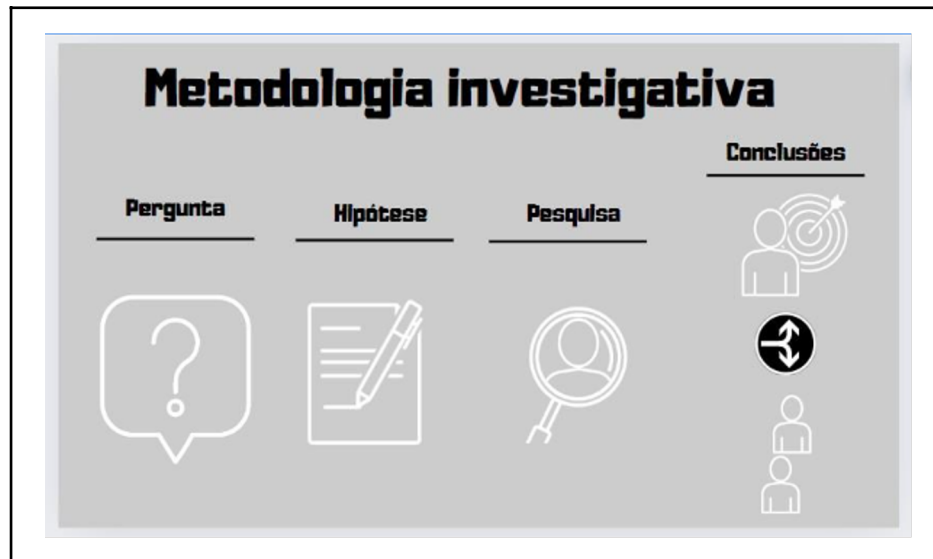 Metodologia investigativa
Conclusões
Pergunta
Hipótese
Pesquisa